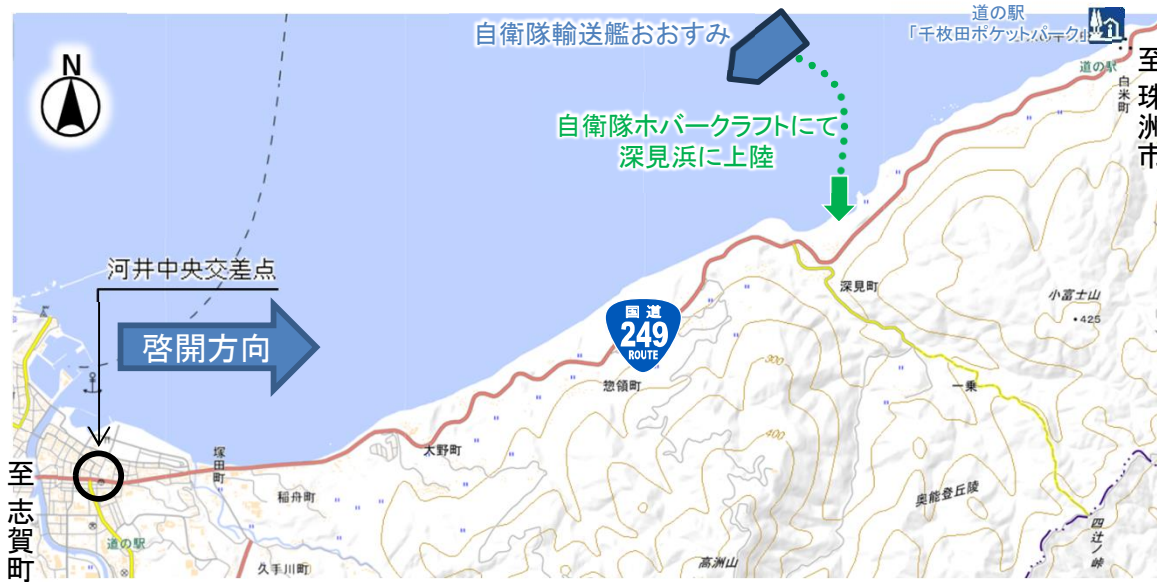 道の駅
「千枚田ポケットパーク」
自衛隊輸送艦おおすみ
道の駅
白米町
至 珠洲市
N
自衛隊ホバークラフトにて
深見浜に上陸
河井中央交差点
啓開方向
深見町
小富士山
・425
国道
249
ROUTE
惣領町
300
一乗
400
大野町
塚田町
至 志賀町
稲舟町
奥能登丘陵
四辻ノ峠
道の駅
久手川町
高洲山